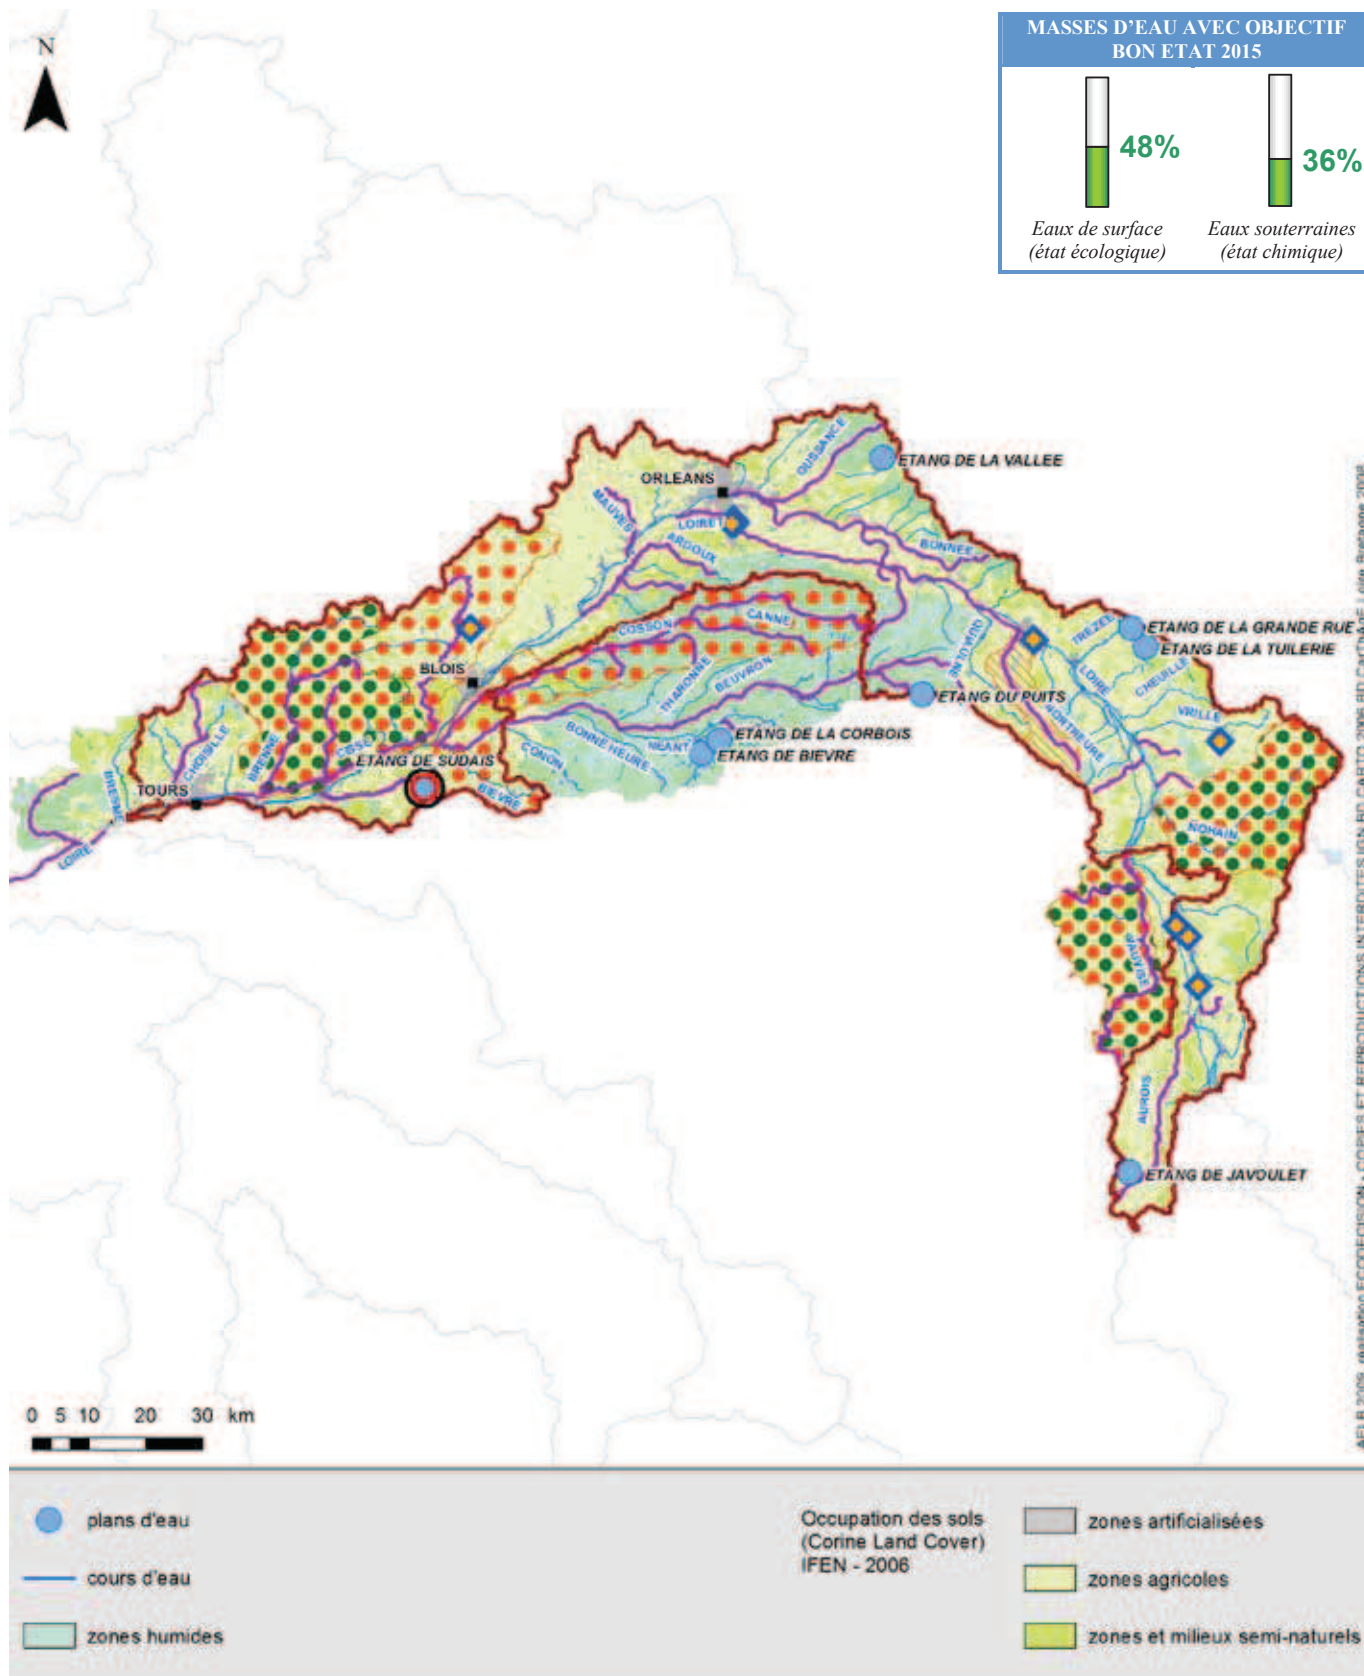 N
MASSES D'EAU AVEC OBJECTIF
BON ETAT 2015
48%
36%
Eaux de surface
(état écologique)
Eaux souterraines
(état chimique)
ETANG DE LA VALLEE
OUSSANCE
ORLEANS
MAUVES
LOIRET
ARDOUX
BONNEE
COSSON
CANNE
ETANG DE LA GRANDE RUE
TREZEE
ETANG DE LA TUILERIE
BLOIS
THARONNE
BEUVRON
LOIRE
CHEUILLE
ETANG DU PUITS
VRILLE
CHOISILLE
BRENNE
CISSE
ETANG DE SUDAIS
BONNE HEURE
NEANT
ETANG DE LA CORBOIS
ETANG DE BIEVRE
CONON
BRESME
TOURS
BIEVRE
NOHAIN
LOIRE
VAUVISE
AUBOIS
ETANG DE JAVOULET
0 5 10 20 30 km
plans d'eau
cours d'eau
zones humides
Occupation des sols
(Corine Land Cover)
IFEN - 2006
zones artificialisées
zones agricoles
zones et milieux semi-naturels